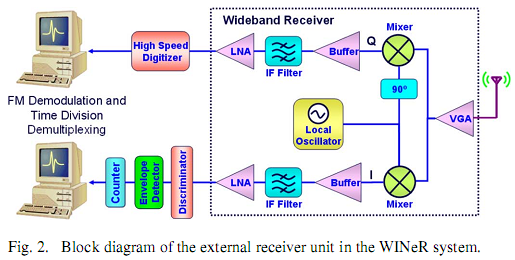 Wideband Receiver
Mixer
High Speed
Digitizer
LNA
IF Filter
Buffer
Q
90º
FM Demodulation and
Time Division
Demultiplexing
Local
Oscillator
VGA
Counter
Envelope
Detector
Discriminator
LNA
IF Filter
Buffer
I
Mixer
Fig. 2. Block diagram of the external receiver unit in the WINeR system.